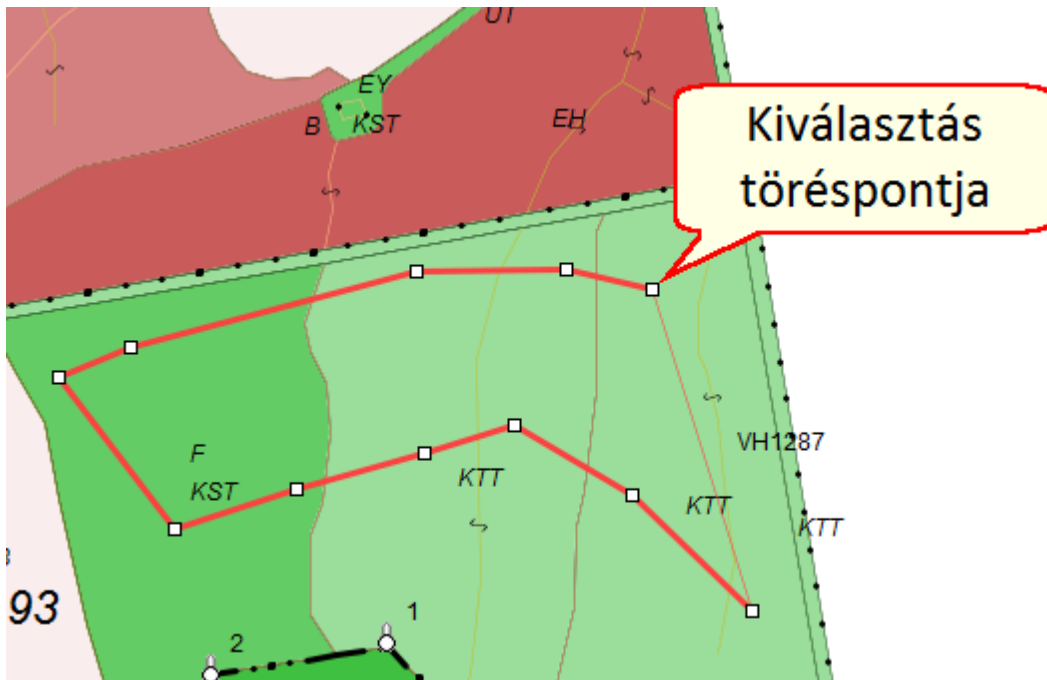 UT
EY
B KST
EH
Kiválasztás
töréspontja
VH1287
F
KST
KTT
KTT
KTT
93
1
2